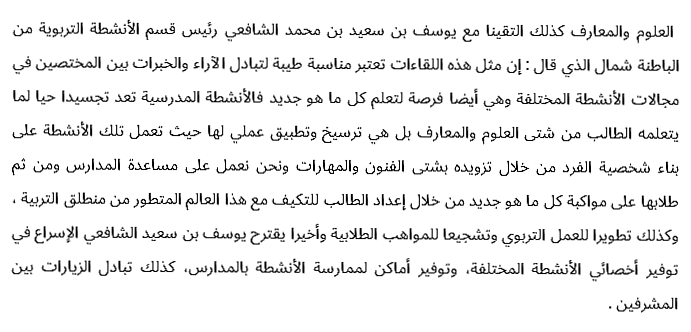 العلوم والمعارف كذلك التقينا مع يوسف بن سعيد بن محمد الشافعي رئيس قسم الأنشطة التربوية من
الباطنة شمال الذي قال : إن مثل هذه اللقاءات تعتبر مناسبة طيبة لتبادل الآراء والخبرات بين المختصين في
مجالات الأنشطة المختلفة وهي أيضا فرصة لتعلم كل ما هو جديد فالأنشطة المدرسية تعد تجسيدا حيا لما
يتعلمه الطالب من شتى العلوم والمعارف بل هي ترسيخ وتطبيق عملي لها حيث تعمل تلك الأنشطة على
بناء شخصية الفرد من خلال تزويده بشتى الفنون والمهارات ونحن نعمل على مساعدة المدارس ومن ثم
طلابها على مواكبة كل ما هو جديد من خلال إعداد الطالب للتكيف مع هذا العالم المتطور من منطلق التربية ،
وكذلك تطويرا للعمل التربوي وتشجيعا للمواهب الطلابية وأخيرا يقترح يوسف بن سعيد الشافعي الإسراع في
توفير أخصائي الأنشطة المختلفة، وتوفير أماكن لممارسة الأنشطة بالمدارس، كذلك تبادل الزيارات بين
المشرفين .